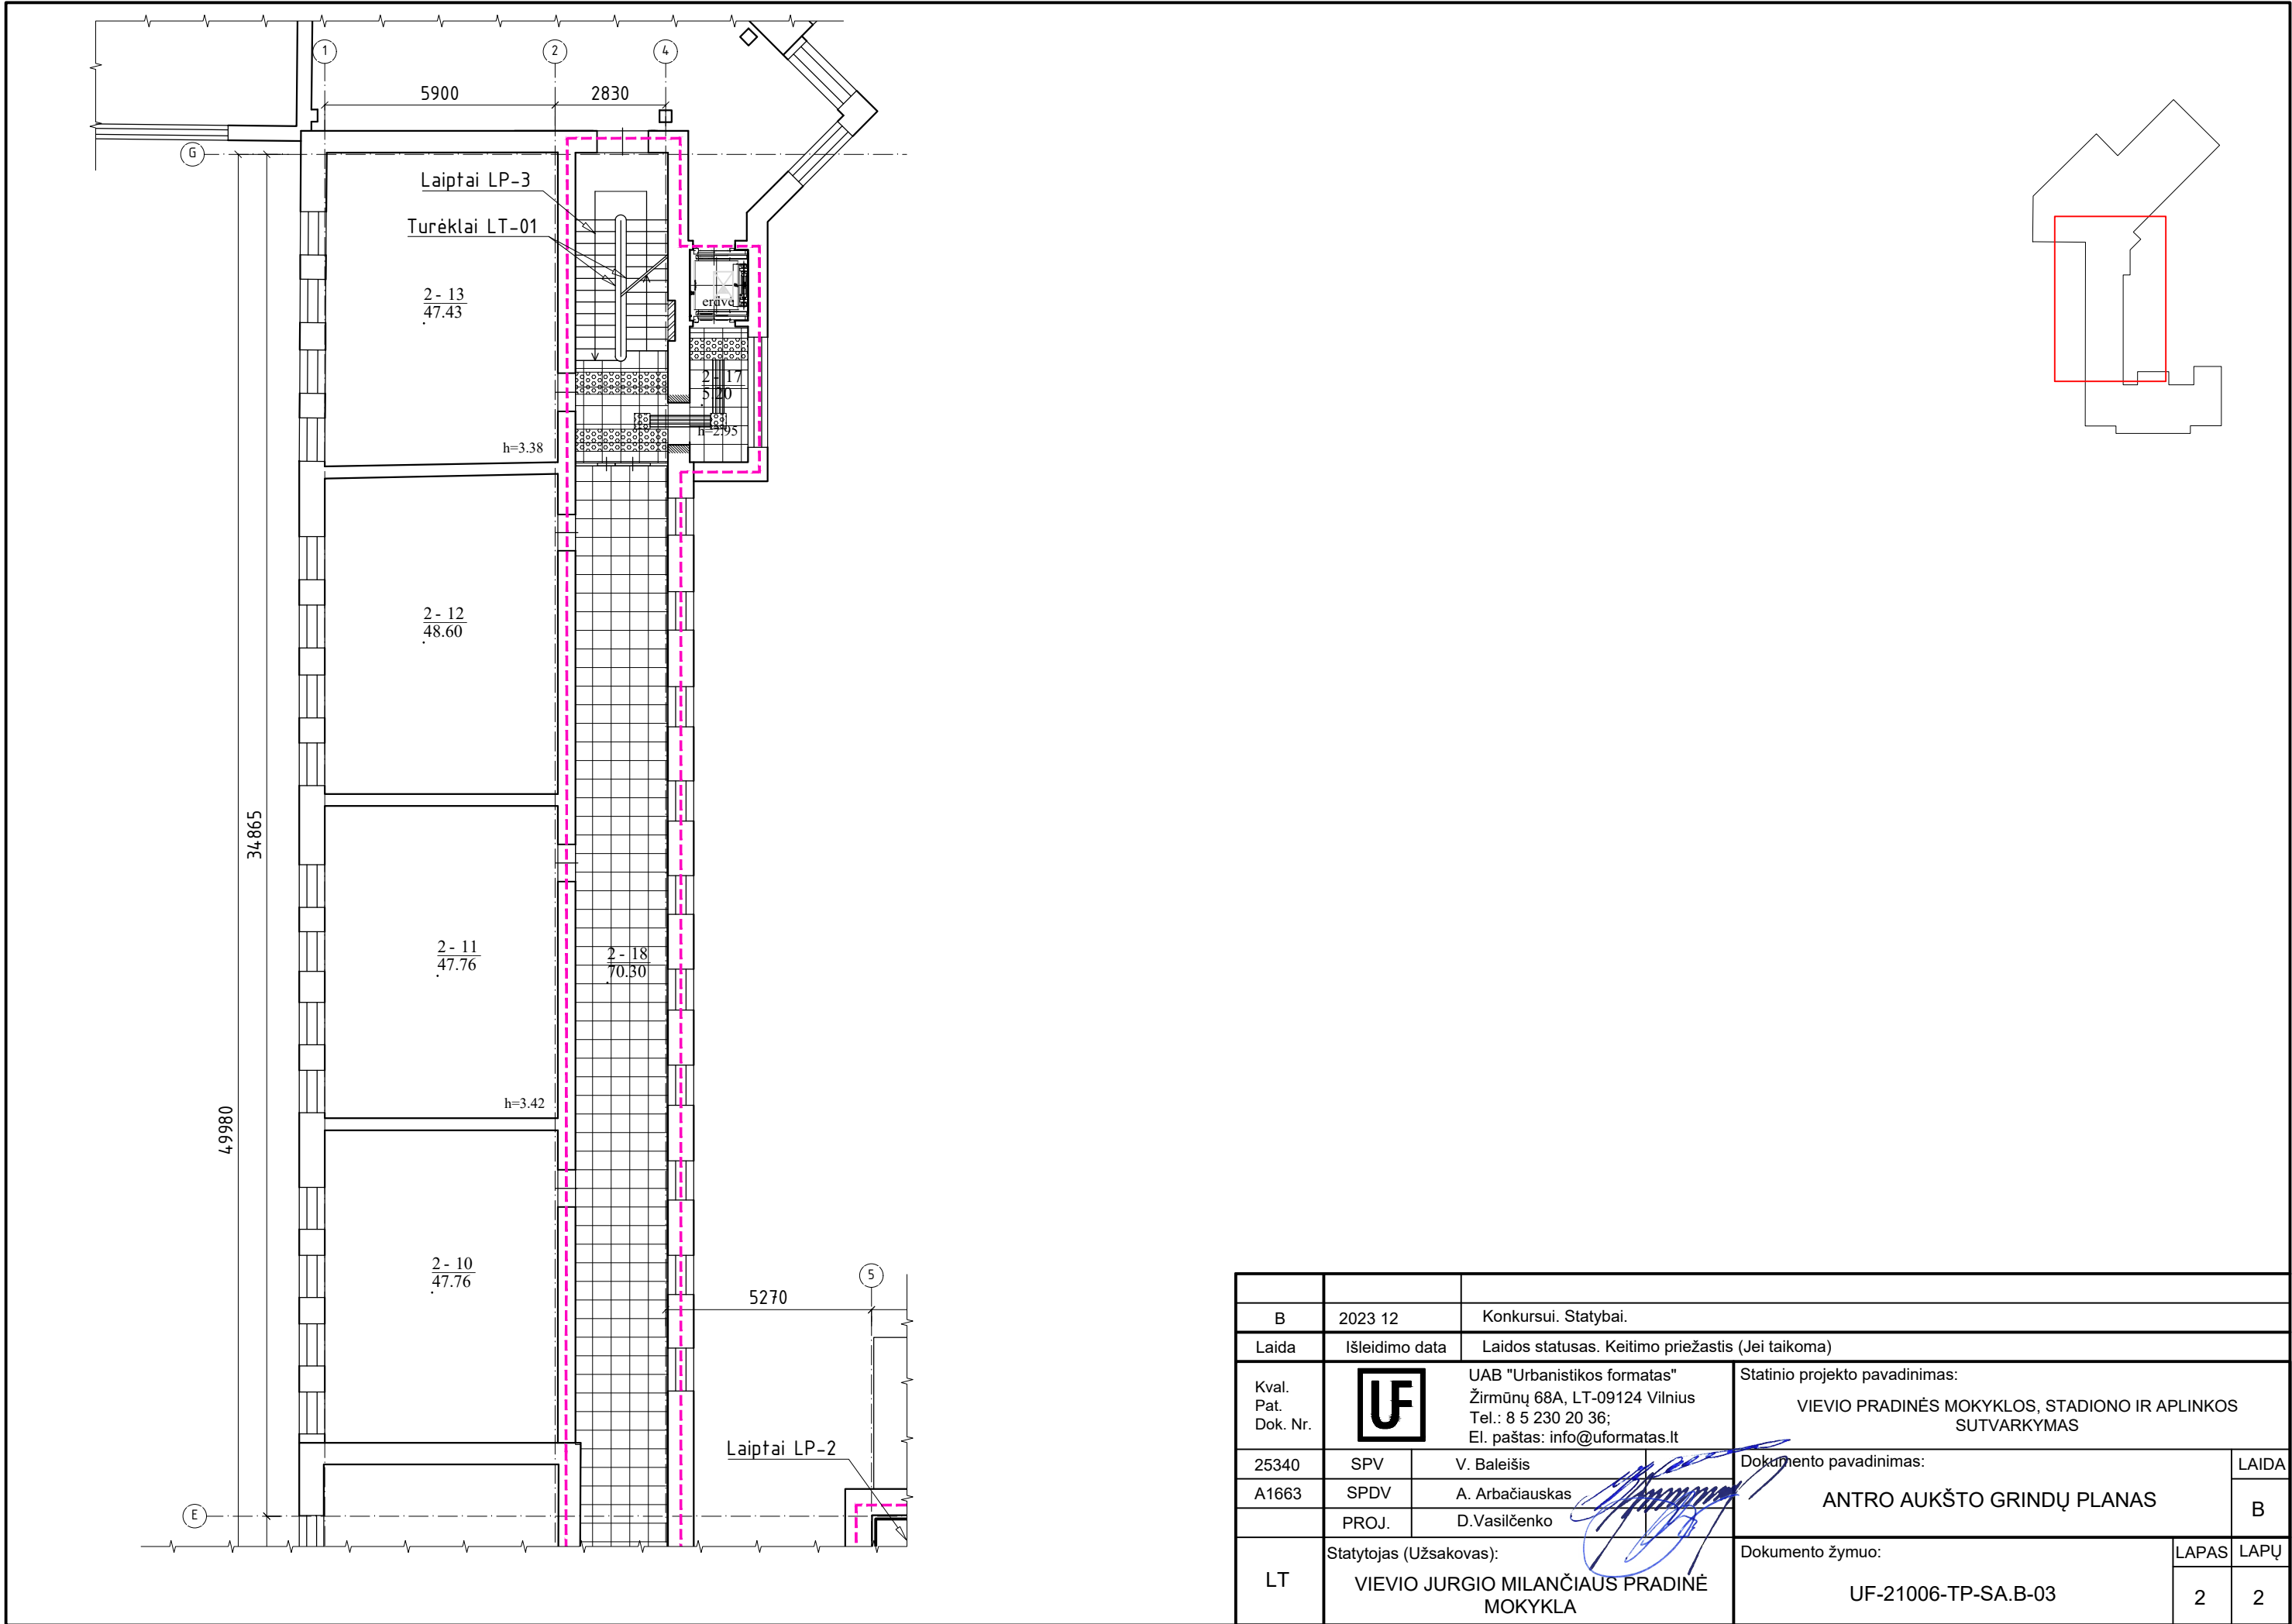 1
2
4
5900
2830
G
Laiptai LP-3
Turėklai LT-01
2 - 13
47.43
erdvė
2 - 17
5.20
h=2.95
h=3.38
2 - 12
48.60
34865
2 - 11
47.76
2 - 18
70.30
h=3.42
49980
2 - 10
47.76
5
5270
Laiptai LP-2
E
B 2023 12 Konkursui. Statybai.
Laida Išleidimo data Laidos statusas. Keitimo priežastis (Jei taikoma)
Kval.
Pat.
Dok. Nr.
UF
UAB "Urbanistikos formatas"
Žirmūnų 68A, LT-09124 Vilnius
Tel.: 8 5 230 20 36;
El. paštas: info@uformatas.lt
Statinio projekto pavadinimas:
VIEVIO PRADINĖS MOKYKLOS, STADIONO IR APLINKOS
SUTVARKYMAS
25340 SPV V. Baleišis
A1663 SPDV A. Arbačiauskas
PROJ. D.Vasilčenko
Dokumento pavadinimas:
ANTRO AUKŠTO GRINDŲ PLANAS
LAIDA
B
LT
Statytojas (Užsakovas):
VIEVIO JURGIO MILANČIAUS PRADINĖ
MOKYKLA
Dokumento žymuo:
UF-21006-TP-SA.B-03
LAPAS LAPŲ
2 2